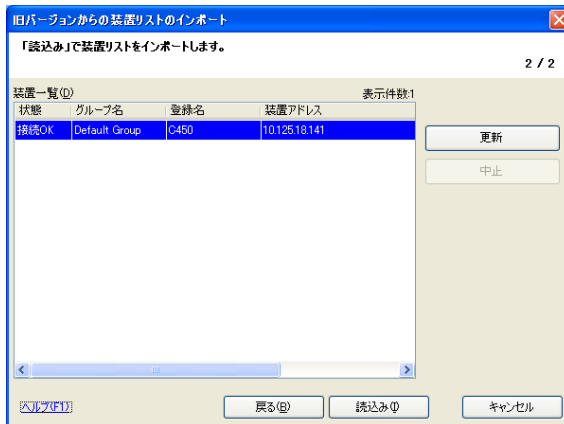 旧バージョンからの装置リストのインポート
「読込み」で装置リストをインポートします。
2 / 2
装置一覧(D) 表示件数:1
状態 グループ名 登録名 装置アドレス
接続OK Default Group C450 10.125.18.141
更新
中止
ヘルプ(F1) 戻る(B) 読込み(I) キャンセル